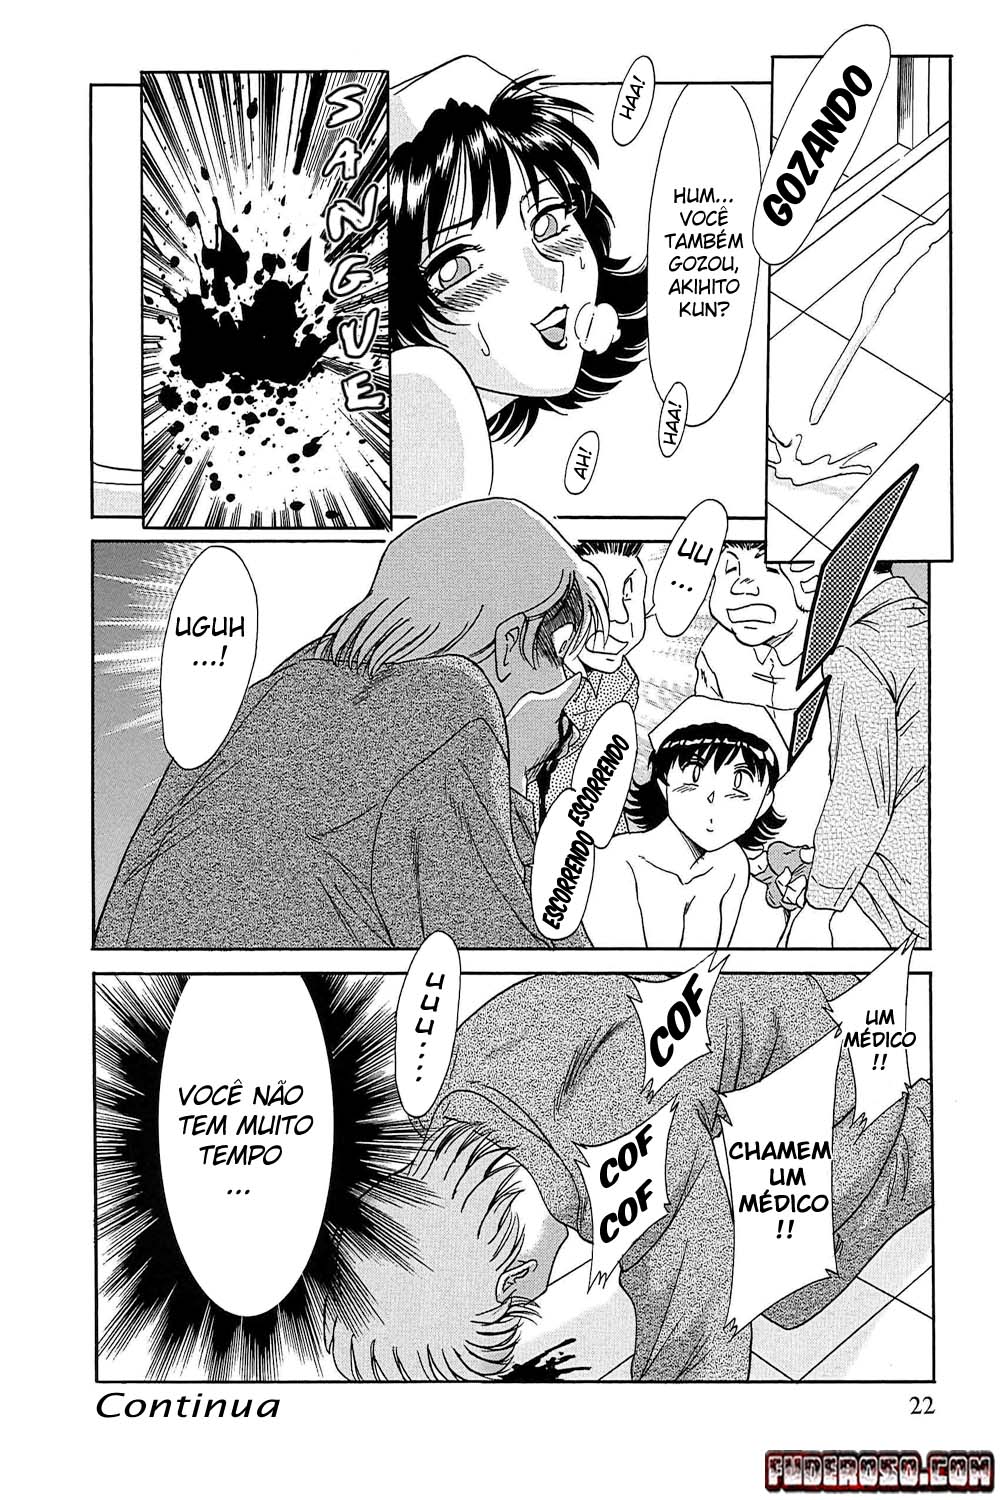 GOZANDO
HUM...
VOCÊ
TAMBÉM
GOZOU,
AKIHITO
KUN?
HAA!
HAA!
AH!
SANGUE
UU
...
UGUH
...!
ESCORRENDO
ESCORRENDO
UM
MÉDICO
!!
CHAMEM
UM
MÉDICO
!!
COF
COF
COF
UUU....
VOCÊ NÃO
TEM MUITO
TEMPO
...
Continua
22
FUDEROSO.COM